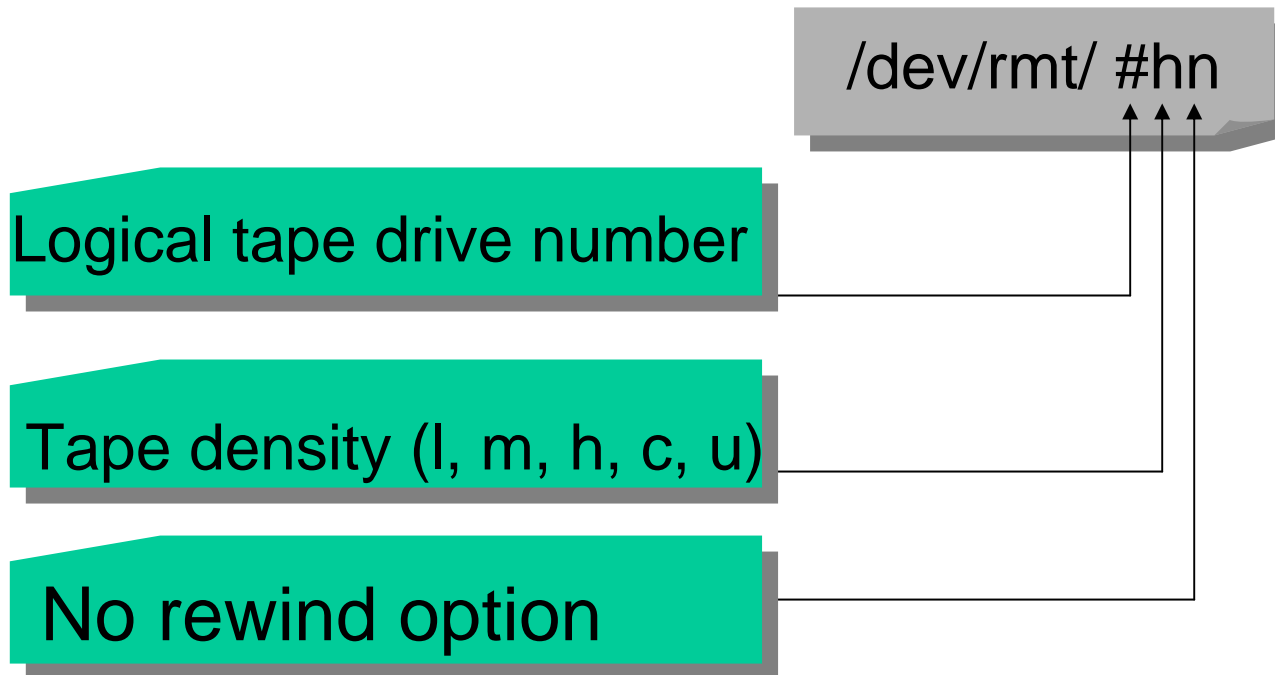 /dev/rmt/ #hn
Logical tape drive number
Tape density (l, m, h, c, u)
No rewind option